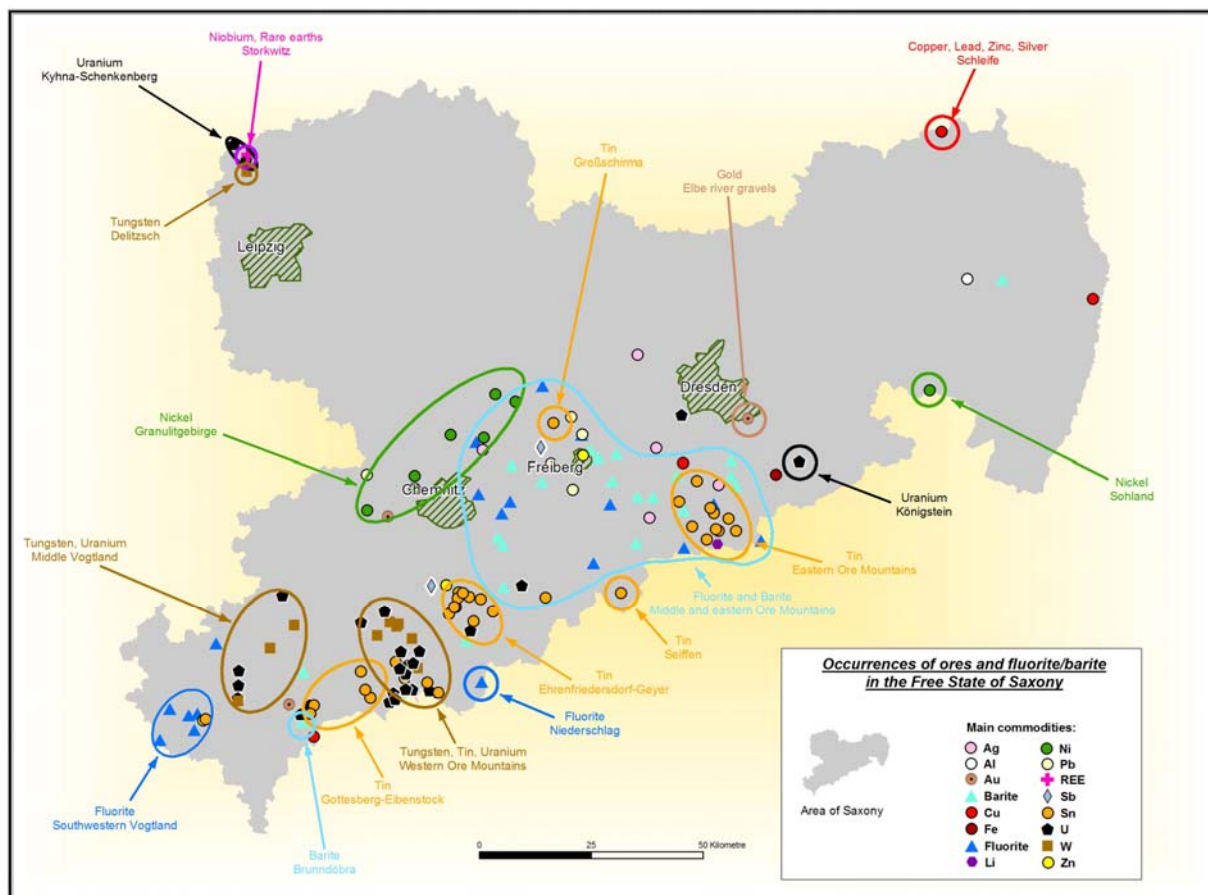 Niobium, Rare earths
Storkwitz
Uranium
Kyhna-Schenkenberg
Copper, Lead, Zinc, Silver
Schleife
Tin
Großschirma
Gold
Elbe river gravels
Tungsten
Delitzsch
Leipzig
Dresden
Nickel
Granulitgebirge
Freiberg
Chemnitz
Uranium
Königstein
Nickel
Sohland
Tungsten, Uranium
Middle Vogtland
Tin
Eastern Ore Mountains
Fluorite and Barite
Middle and eastern Ore Mountains
Tin
Seiffen
Tin
Ehrenfriedersdorf-Geyer
Fluorite
Niederschlag
Tungsten, Tin, Uranium
Western Ore Mountains
Tin
Gottesberg-Eibenstock
Fluorite
Southwestern Vogtland
Barite
Brunndöbra
0 25 50 Kilometre
Occurrences of ores and fluorite/barite
in the Free State of Saxony
Area of Saxony
Main commodities:
Ag Ni
Al Pb
Au REE
Barite Sb
Cu Sn
Fe U
Fluorite W
Li Zn